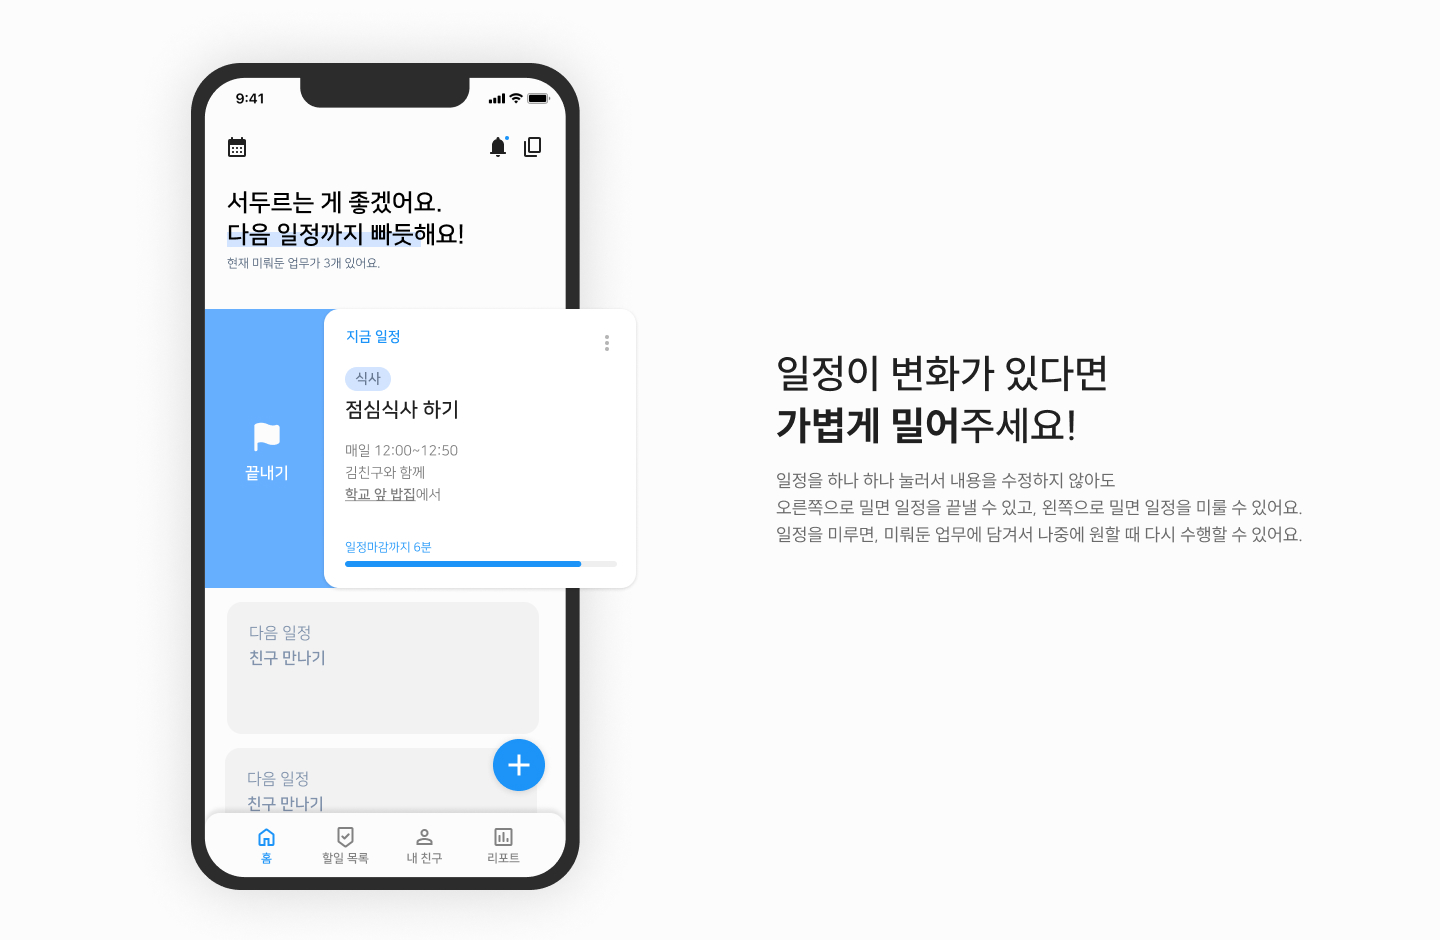 9:41
서두르는 게 좋겠어요.
다음 일정까지 빠듯해요!
현재 미뤄둔 업무가 3개 있어요.
지금 일정
식사
점심식사 하기
매일 12:00~12:50
김친구와 함께
학교 앞 밥집에서
일정마감까지 6분
끝내기
다음 일정
친구 만나기
다음 일정
친구 만나기
홈
할일 목록
내 친구
리포트
일정이 변화가 있다면
가볍게 밀어주세요!
일정을 하나 하나 눌러서 내용을 수정하지 않아도
오른쪽으로 밀면 일정을 끝낼 수 있고, 왼쪽으로 밀면 일정을 미룰 수 있어요.
일정을 미루면, 미뤄둔 업무에 담겨서 나중에 원할 때 다시 수행할 수 있어요.